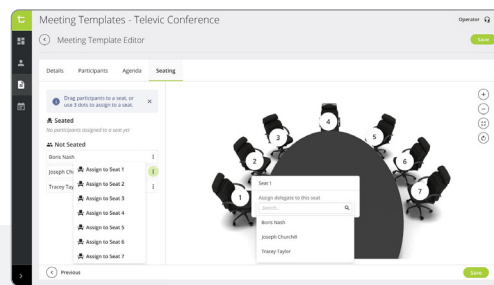 Meeting Templates - Televic Conference
Operator
Meeting Template Editor
Save
Details
Participants
Agenda
Seating
Drag participants to a seat, or
use 3 dots to assign to a seat.
Seated
No participants assigned to a seat yet
Not Seated
Boris Nash
Joseph Ch
Tracey Tay
Assign to Seat 1
Assign to Seat 2
Assign to Seat 3
Assign to Seat 4
Assign to Seat 5
Assign to Seat 6
Assign to Seat 7
1
2
3
4
5
6
7
Seat 1
Assign delegate to this seat
Search...
Boris Nash
Joseph Churchill
Tracey Taylor
Previous
Save